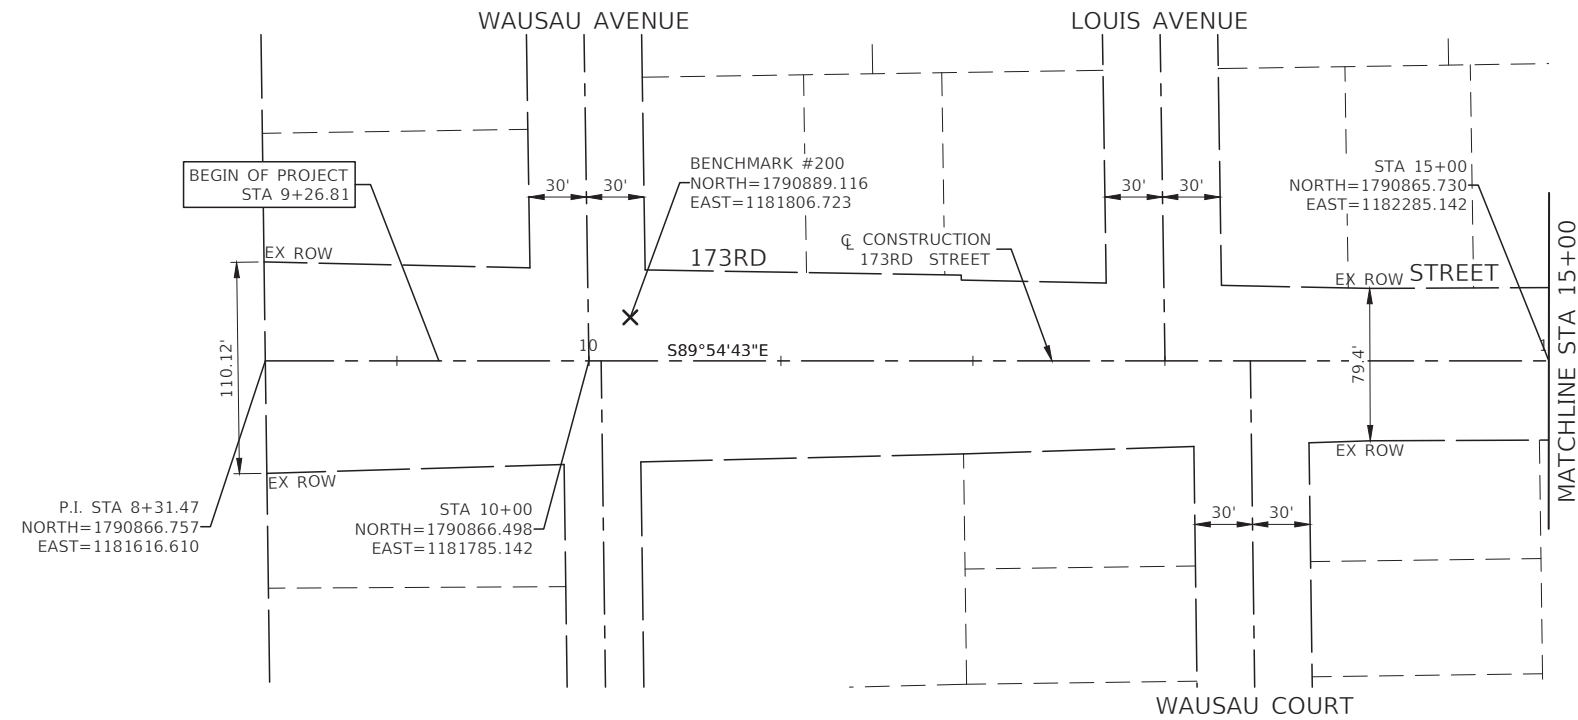 WAUSAU AVENUE
LOUIS AVENUE
BEGIN OF PROJECT
STA 9+26.81
30'
30'
BENCHMARK #200
NORTH=1790889.116
EAST=1181806.723
30'
30'
STA 15+00
NORTH=1790865.730
EAST=1182285.142
EX ROW
173RD
℄ CONSTRUCTION
173RD STREET
EX ROW
STREET
MATCHLINE STA 15+00
110.12'
10
S89°54'43"E
79.4'
1
EX ROW
EX ROW
P.I. STA 8+31.47
NORTH=1790866.757
EAST=1181616.610
STA 10+00
NORTH=1790866.498
EAST=1181785.142
30'
30'
WAUSAU COURT